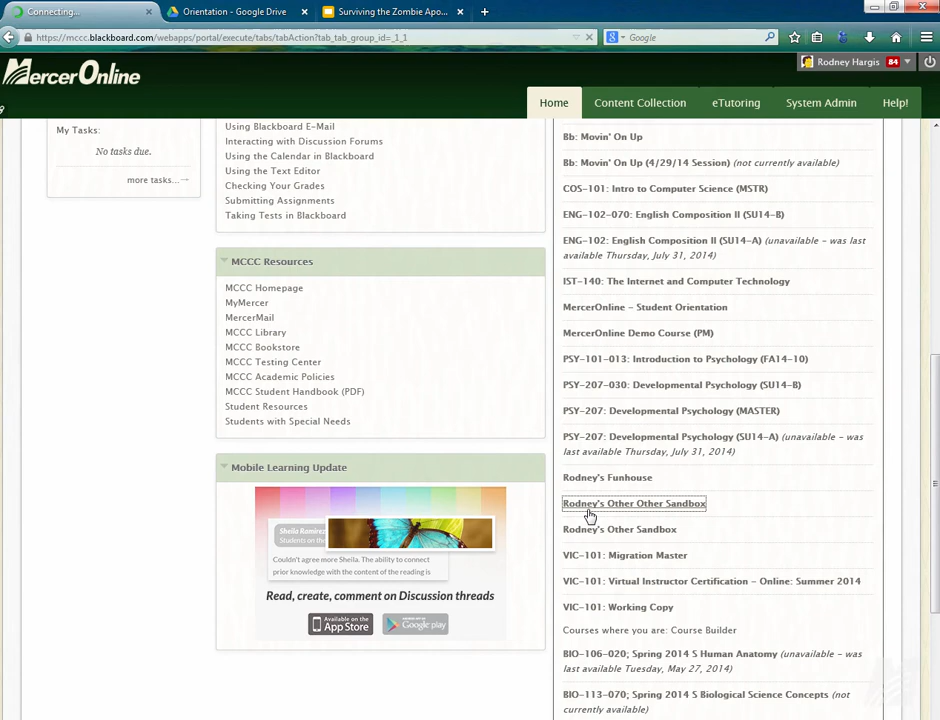 Connecting...
Orientation - Google Drive
Surviving the Zombie Apo...
https://mccc.blackboard.com/webapps/portal/execute/tabs/tabAction?tab_tab_group_id=_1_1
Google
MercerOnline
Rodney Hargis 84
Home
Content Collection
eTutoring
System Admin
Help!
My Tasks:
No tasks due.
more tasks...
Using Blackboard E-Mail
Interacting with Discussion Forums
Using the Calendar in Blackboard
Using the Text Editor
Checking Your Grades
Submitting Assignments
Taking Tests in Blackboard
MCCC Resources
MCCC Homepage
MyMercer
MercerMail
MCCC Library
MCCC Bookstore
MCCC Testing Center
MCCC Academic Policies
MCCC Student Handbook (PDF)
Student Resources
Students with Special Needs
Mobile Learning Update
Sheila Ramirez
Students on the
Couldn't agree more Sheila. The ability to connect
prior knowledge with the content of the reading is
Read, create, comment on Discussion threads
Available on the
App Store
ANDROID APP ON
Google play
Bb: Movin' On Up
Bb: Movin' On Up (4/29/14 Session) (not currently available)
COS-101: Intro to Computer Science (MSTR)
ENG-102-070: English Composition II (SU14-B)
ENG-102: English Composition II (SU14-A) (unavailable - was last
available Thursday, July 31, 2014)
IST-140: The Internet and Computer Technology
MercerOnline - Student Orientation
MercerOnline Demo Course (PM)
PSY-101-013: Introduction to Psychology (FA14-10)
PSY-207-030: Developmental Psychology (SU14-B)
PSY-207: Developmental Psychology (MASTER)
PSY-207: Developmental Psychology (SU14-A) (unavailable - was
last available Thursday, July 31, 2014)
Rodney's Funhouse
Rodney's Other Other Sandbox
Rodney's Other Sandbox
VIC-101: Migration Master
VIC-101: Virtual Instructor Certification - Online: Summer 2014
VIC-101: Working Copy
Courses where you are: Course Builder
BIO-106-020; Spring 2014 S Human Anatomy (unavailable - was
last available Tuesday, May 27, 2014)
BIO-113-070; Spring 2014 S Biological Science Concepts (not
currently available)